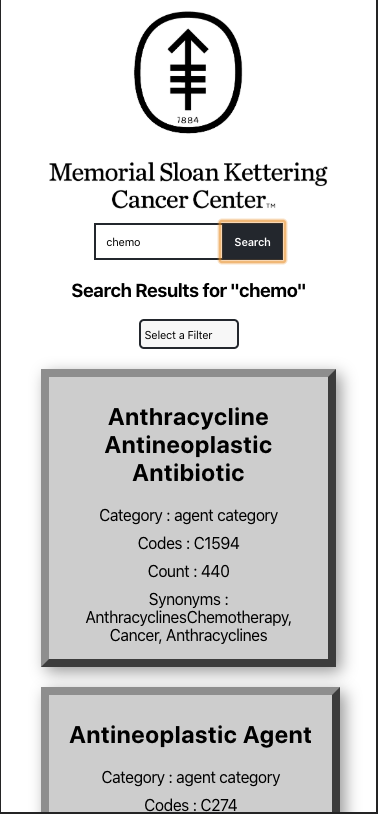 1884
Memorial Sloan Kettering
Cancer Center™
chemo
Search
Search Results for "chemo"
Select a Filter
Anthracycline
Antineoplastic
Antibiotic
Category : agent category
Codes : C1594
Count : 440
Synonyms :
AnthracyclinesChemotherapy,
Cancer, Anthracyclines
Antineoplastic Agent
Category : agent category
Codes : C274